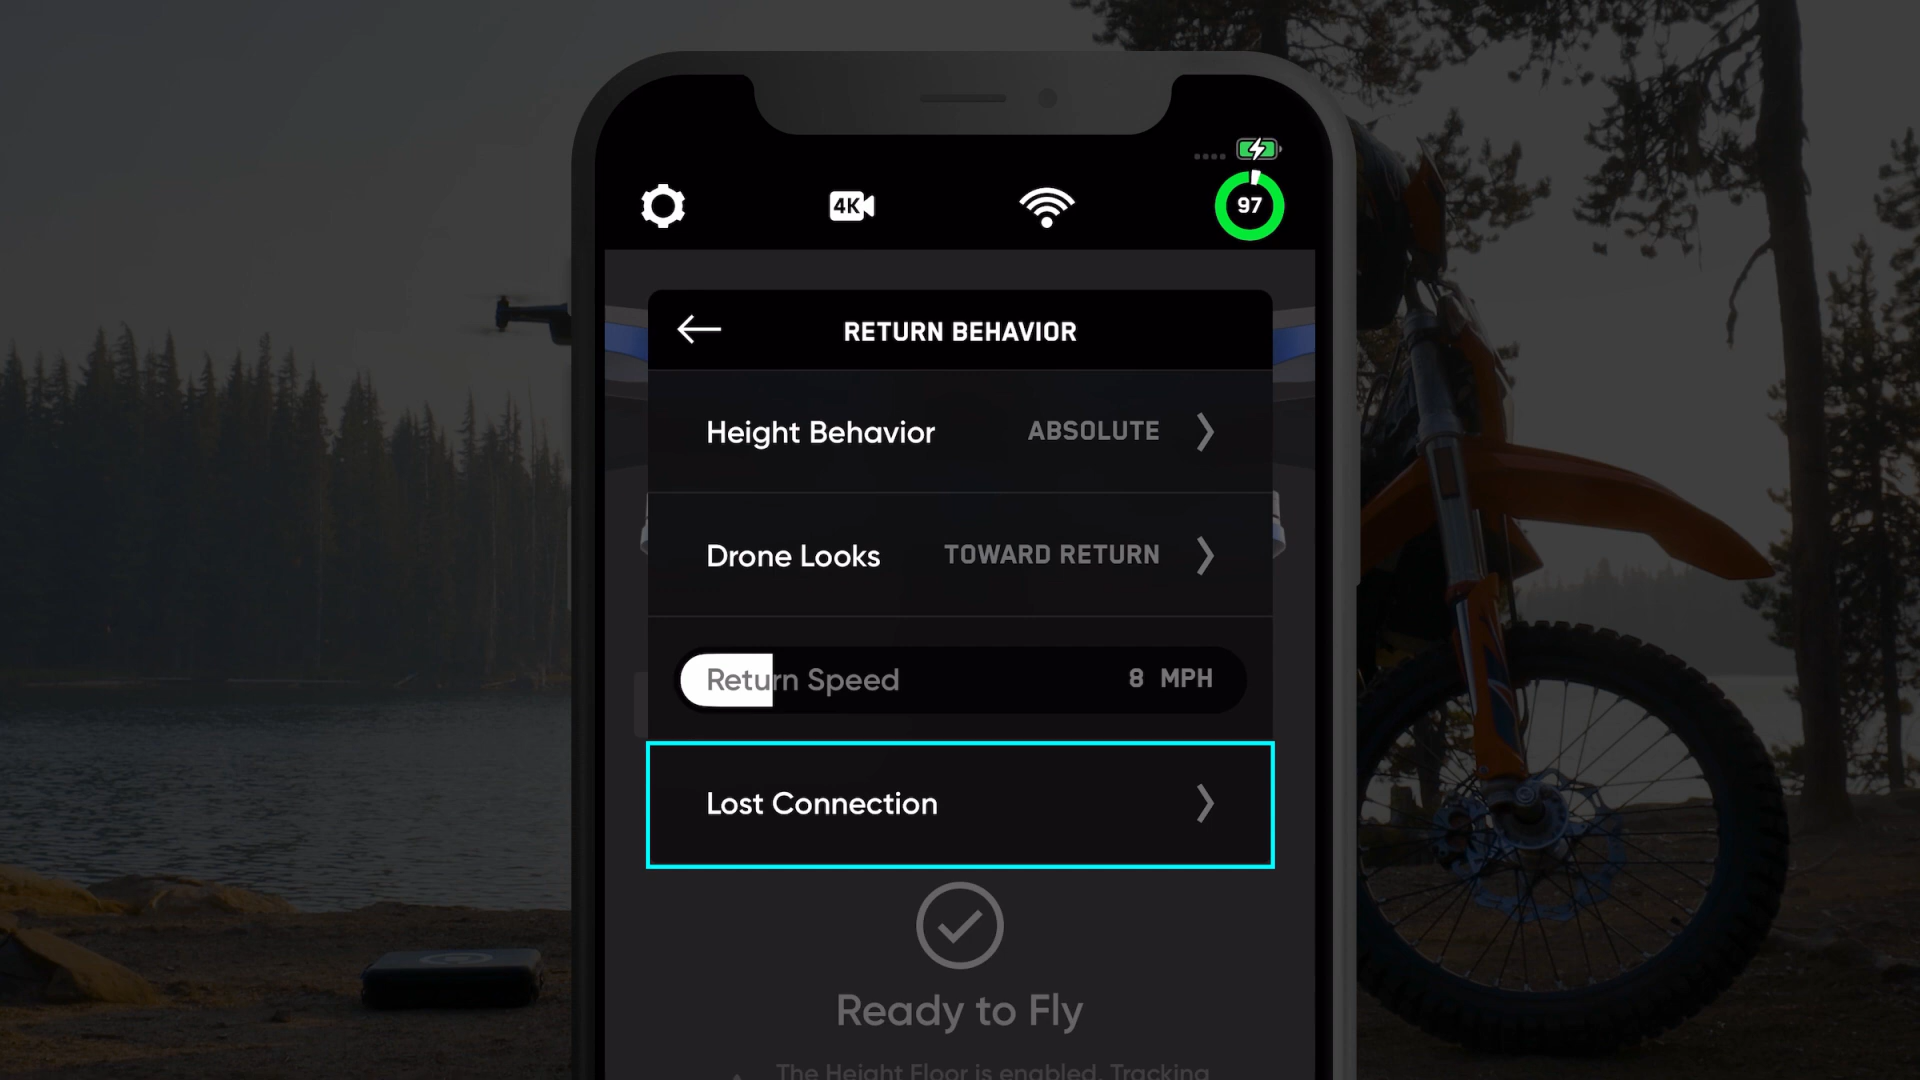 4K
97
RETURN BEHAVIOR
Height Behavior ABSOLUTE
Drone Looks TOWARD RETURN
Return Speed 8 MPH
Lost Connection
Ready to Fly
The Height Floor is enabled. Tracking